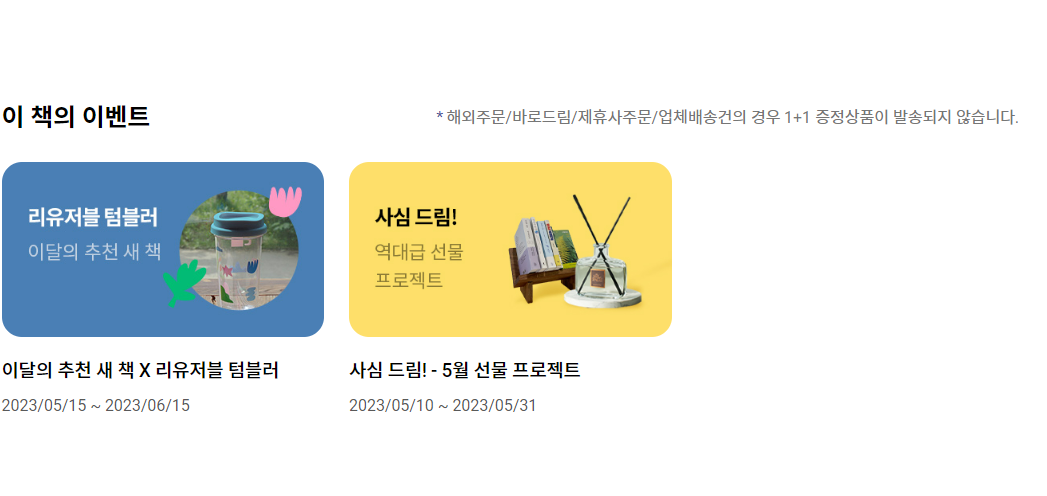 이 책의 이벤트
* 해외주문/바로드림/제휴사주문/업체배송건의 경우 1+1 증정상품이 발송되지 않습니다.
리유저블 텀블러
이달의 추천 새 책
사심 드림!
역대급 선물
프로젝트
이달의 추천 새 책 X 리유저블 텀블러
2023/05/15 ~ 2023/06/15
사심 드림! - 5월 선물 프로젝트
2023/05/10 ~ 2023/05/31